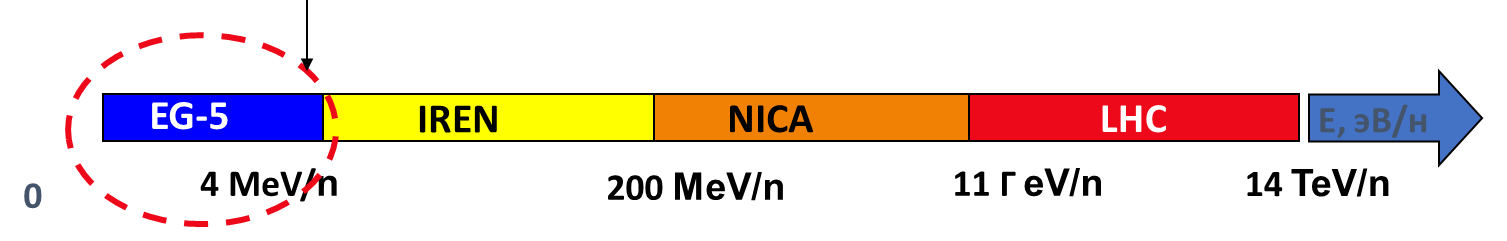 EG-5 IREN NICA LHC E, эВ/н
0 4 MeV/n 200 MeV/n 11 Г eV/n 14 TeV/n